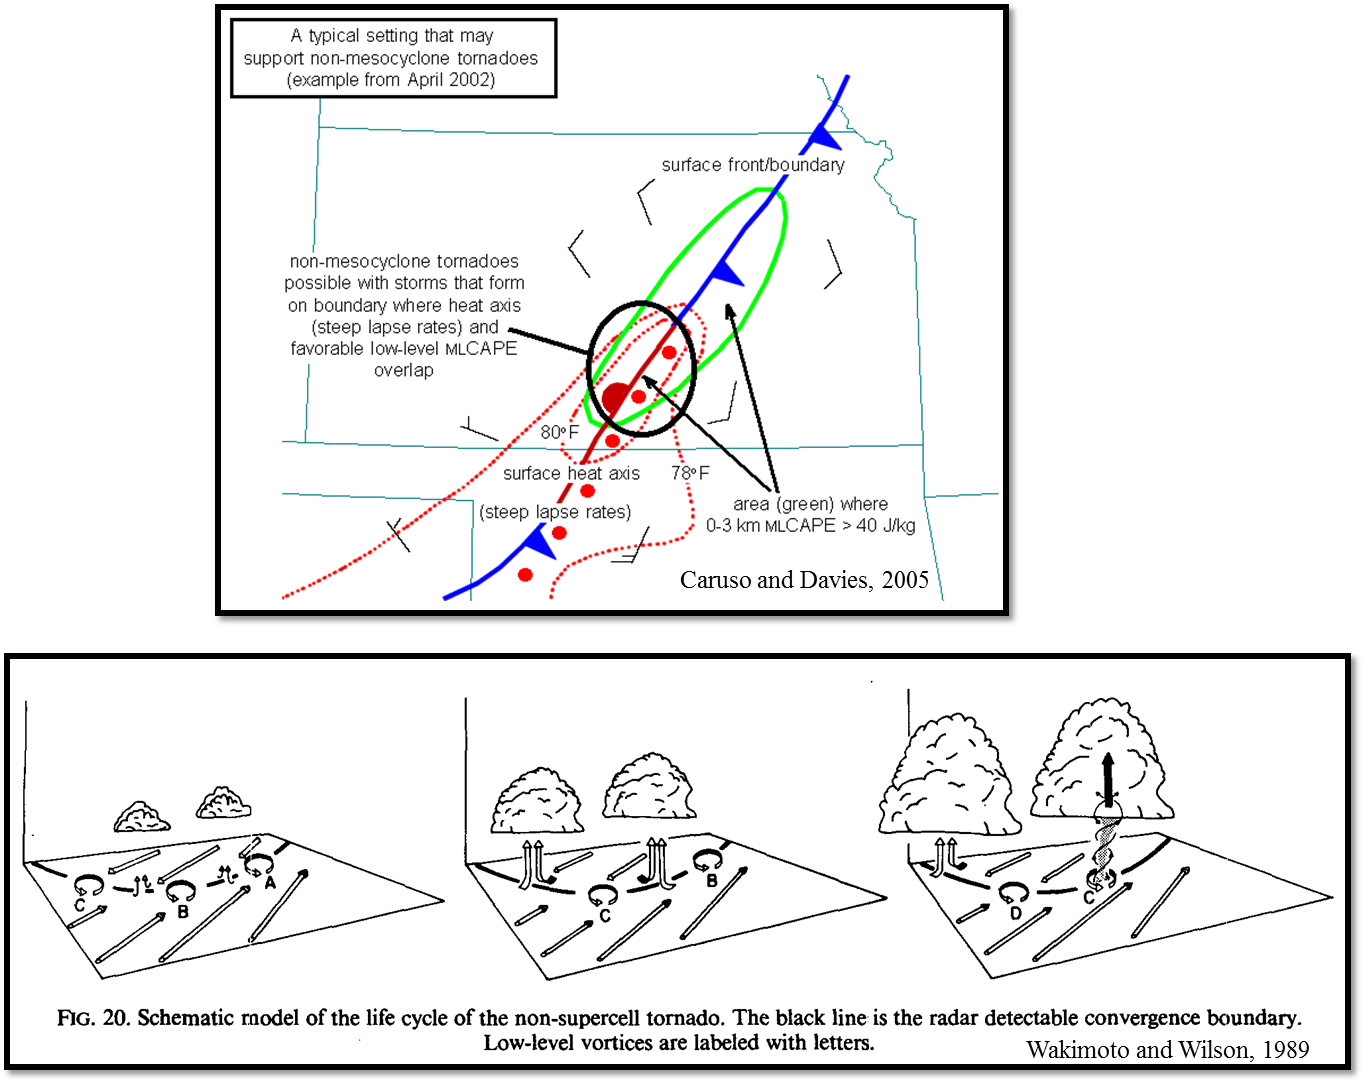 A typical setting that may
support non-mesocyclone tornadoes
(example from April 2002)
surface front/boundary
non-mesocyclone tornadoes
possible with storms that form
on boundary where heat axis
(steep lapse rates) and
favorable low-level MLCAPE
overlap
80°F
surface heat axis
78°F
(steep lapse rates)
area (green) where
0-3 km MLCAPE > 40 J/kg
Caruso and Davies, 2005
C
B
A
C
B
D
C
FIG. 20. Schematic model of the life cycle of the non-supercell tornado. The black line is the radar detectable convergence boundary.
Low-level vortices are labeled with letters.
Wakimoto and Wilson, 1989